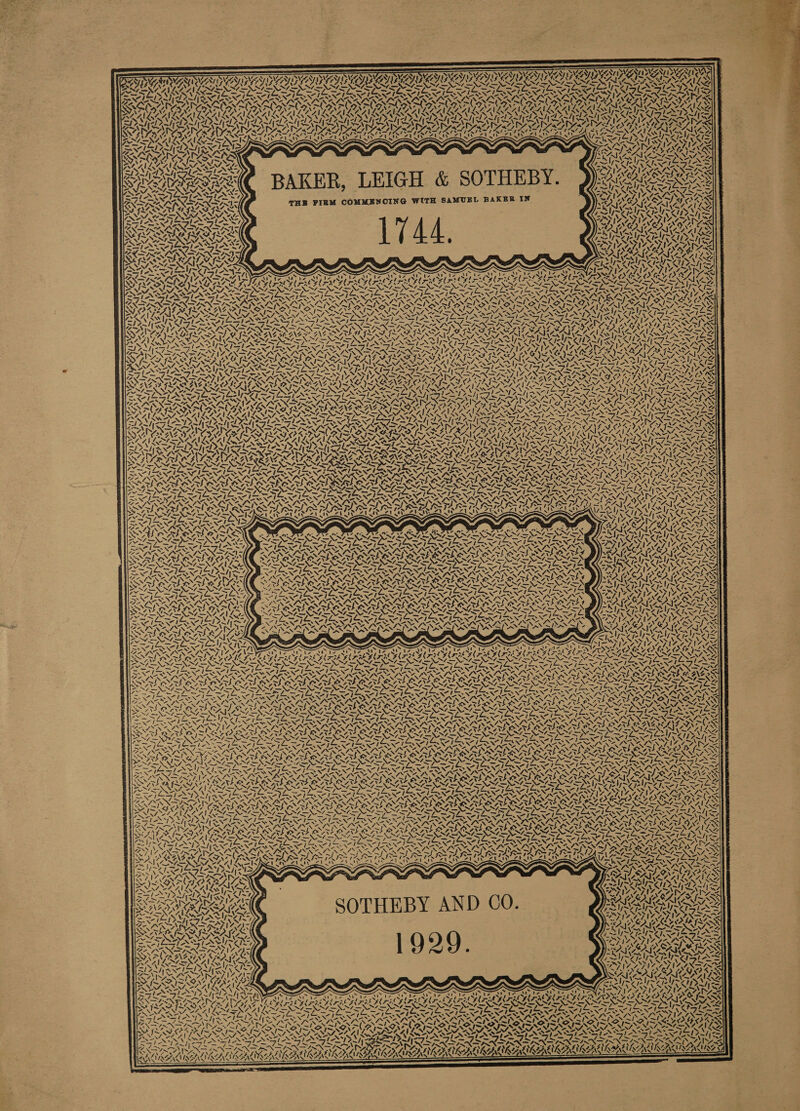 BAKER, LEIGH & SOTHEBY.
THE FIRM COMMENCING WITH SAMUEL BAKER IN
1744.
SOTHEBY AND CO.
1929.